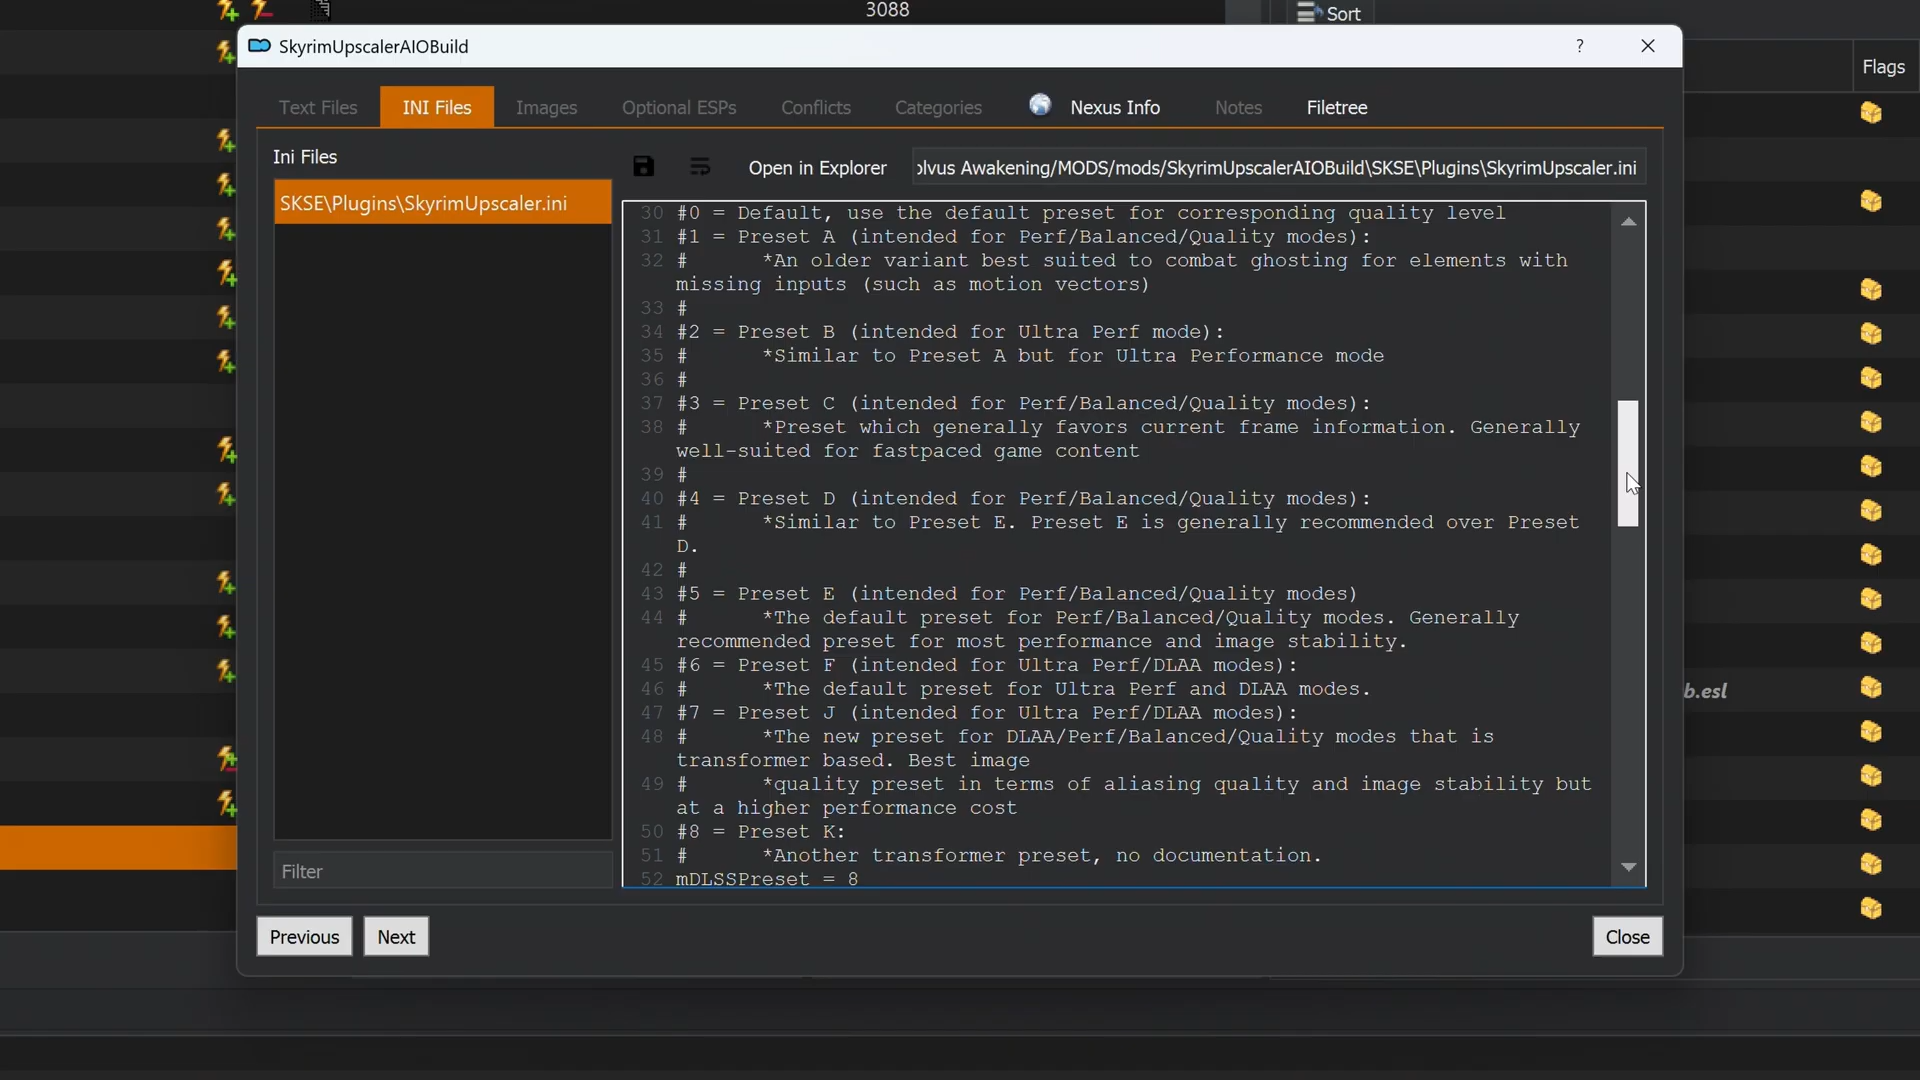 3088
Sort
SkyrimUpscalerAIOBuild
?
Flags
Text Files
INI Files
Images
Optional ESPs
Conflicts
Categories
Nexus Info
Notes
Filetree
Ini Files
Open in Explorer
olvus Awakening/MODS/mods/SkyrimUpscalerAIOBuild\SKSE\Plugins\SkyrimUpscaler.ini
SKSE\Plugins\SkyrimUpscaler.ini
30 #0 = Default, use the default preset for corresponding quality level
31 #1 = Preset A (intended for Perf/Balanced/Quality modes):
32 #      *An older variant best suited to combat ghosting for elements with
missing inputs (such as motion vectors)
33 #
34 #2 = Preset B (intended for Ultra Perf mode):
35 #      *Similar to Preset A but for Ultra Performance mode
36 #
37 #3 = Preset C (intended for Perf/Balanced/Quality modes):
38 #      *Preset which generally favors current frame information. Generally
well-suited for fastpaced game content
39 #
40 #4 = Preset D (intended for Perf/Balanced/Quality modes):
41 #      *Similar to Preset E. Preset E is generally recommended over Preset
D.
42 #
43 #5 = Preset E (intended for Perf/Balanced/Quality modes)
44 #      *The default preset for Perf/Balanced/Quality modes. Generally
recommended preset for most performance and image stability.
45 #6 = Preset F (intended for Ultra Perf/DLAA modes):
46 #      *The default preset for Ultra Perf and DLAA modes.
47 #7 = Preset J (intended for Ultra Perf/DLAA modes):
48 #      *The new preset for DLAA/Perf/Balanced/Quality modes that is
transformer based. Best image
49 #      *quality preset in terms of aliasing quality and image stability but
at a higher performance cost
50 #8 = Preset K:
51 #      *Another transformer preset, no documentation.
52 mDLSSPreset = 8
b.esl
Filter
Previous
Next
Close